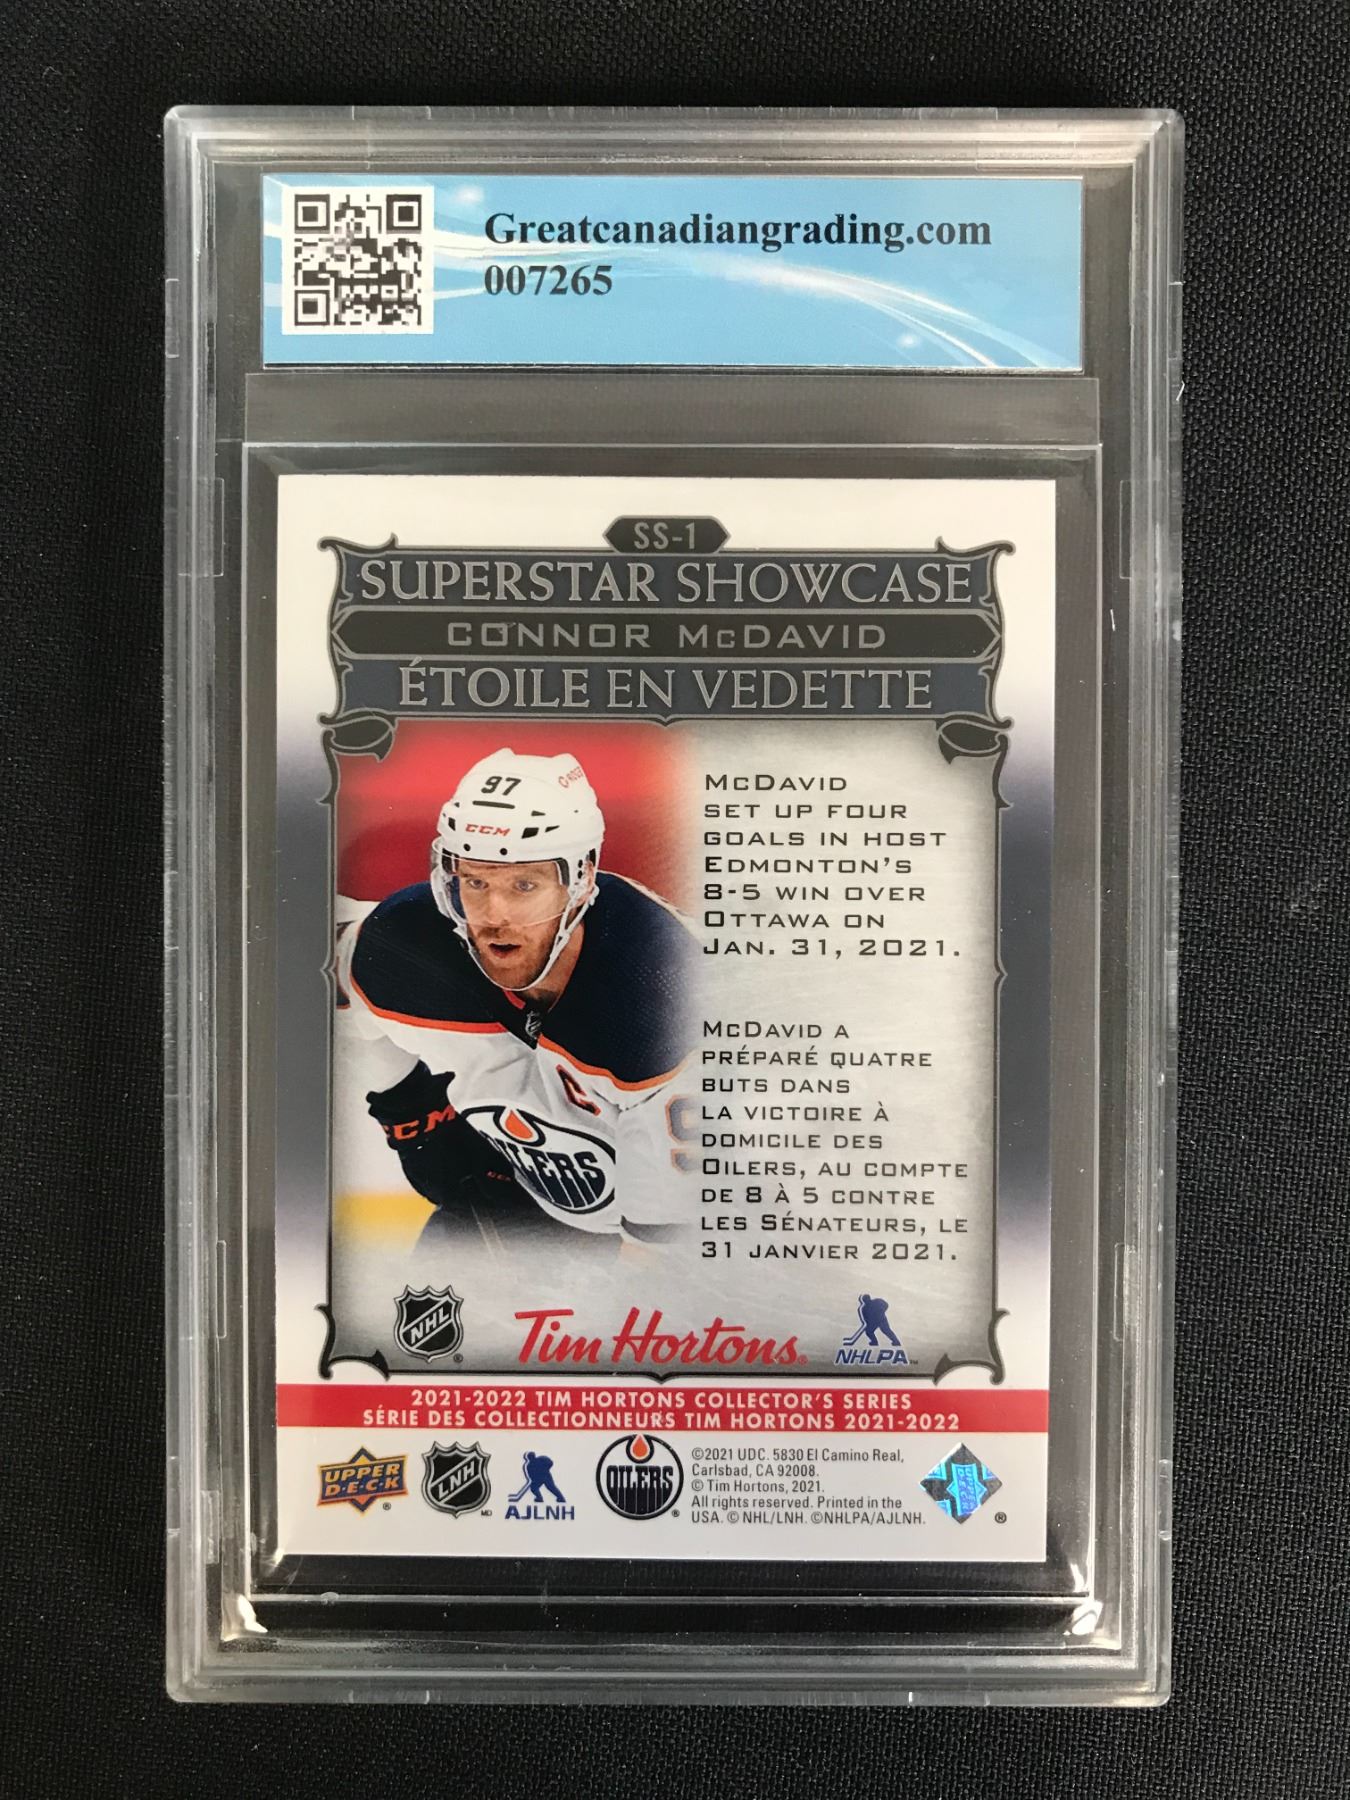 Greatcanadiangrading.com
007265
SS-1
SUPERSTAR SHOWCASE
CONNOR McDAVID
ÉTOILE EN VEDETTE
97
CCM
McDAVID
SET UP FOUR
GOALS IN HOST
EDMONTON'S
8-5 WIN OVER
OTTAWA ON
JAN. 31, 2021.
McDAVID A
PRÉPARÉ QUATRE
BUTS DANS
LA VICTOIRE À
DOMICILE DES
OILERS, AU COMPTE
DE 8 À 5 CONTRE
LES SÉNATEURS, LE
31 JANVIER 2021.
C
CCM
OILERS
NHL
Tim Hortons
NHLPA
2021-2022 TIM HORTONS COLLECTOR'S SERIES
SÉRIE DES COLLECTIONNEURS TIM HORTONS 2021-2022
UPPER DECK
LNH
AJLNH
OILERS
©2021 UDC. 5830 El Camino Real,
Carlsbad, CA 92008.
© Tim Hortons, 2021.
All rights reserved. Printed in the
USA. © NHL/LNH. ©NHLPA/AJLNH.
UPPER DECK